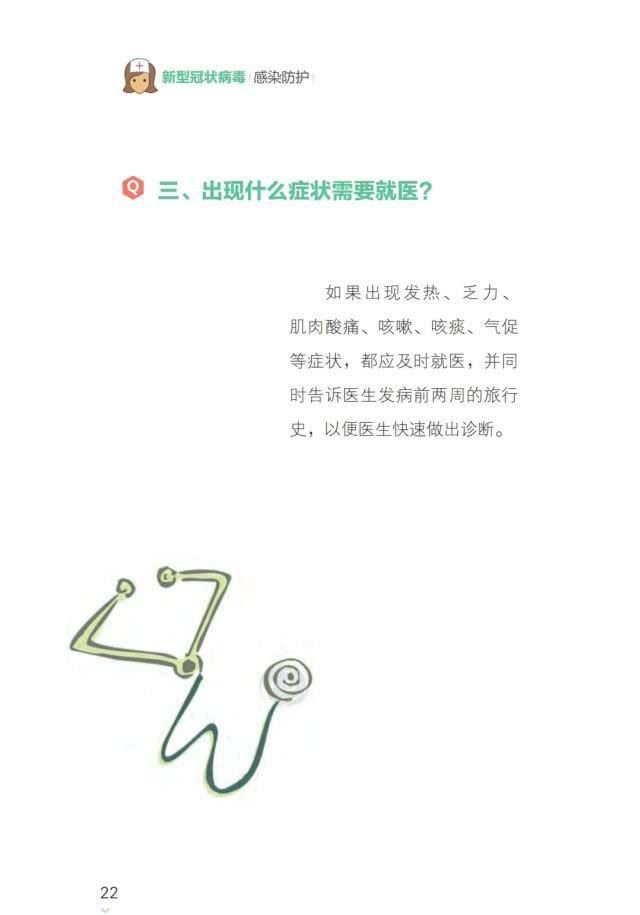 新型冠状病毒 感染防护
Q 三、出现什么症状需要就医？
如果出现发热、乏力、
肌肉酸痛、咳嗽、咳痰、气促
等症状，都应及时就医，并同
时告诉医生发病前两周的旅行
史，以便医生快速做出诊断。
22